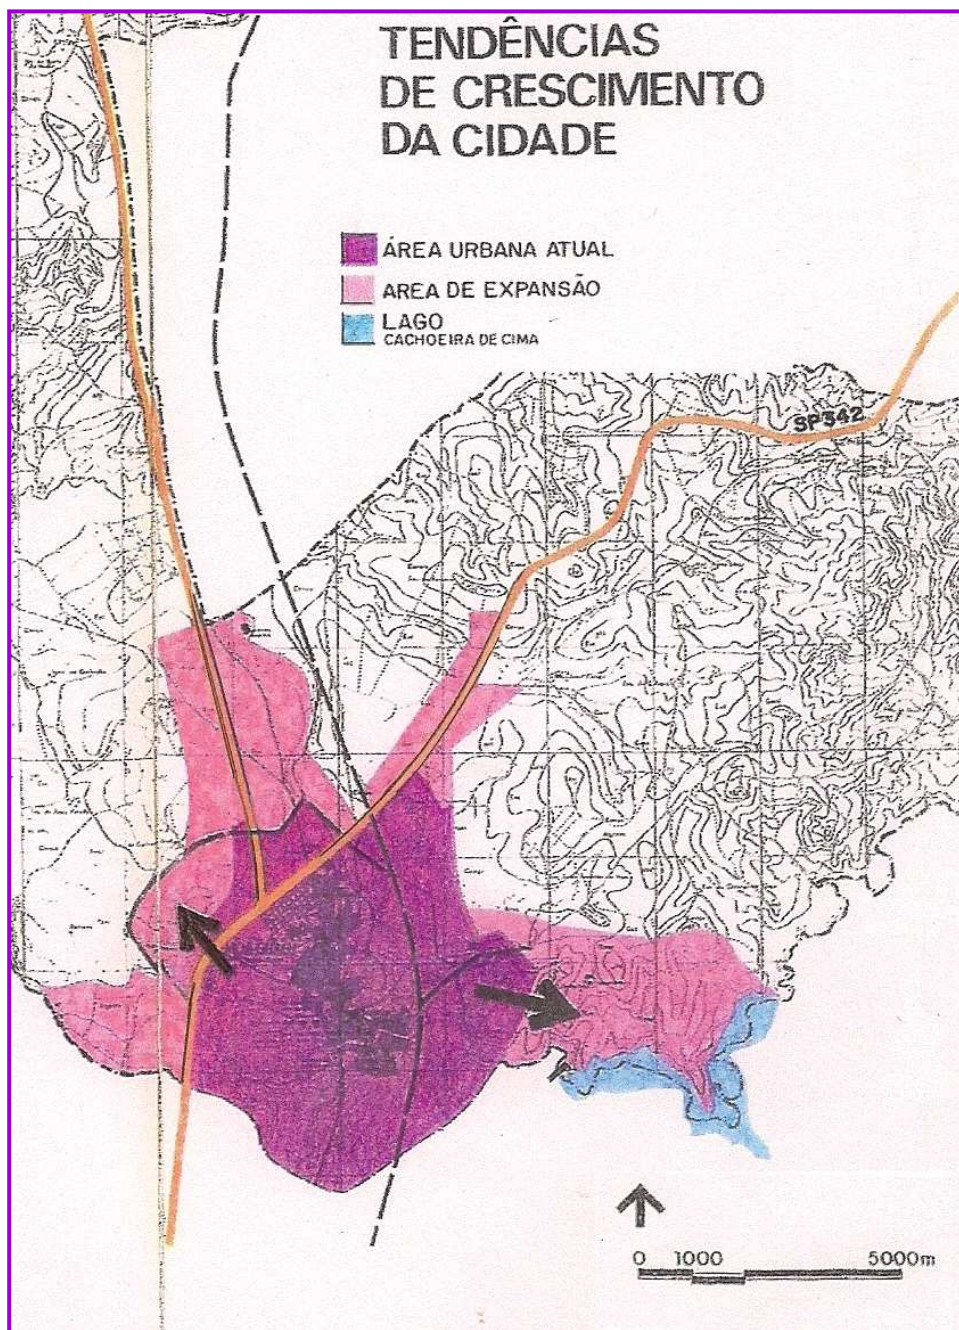 TENDÊNCIAS
DE CRESCIMENTO
DA CIDADE
ÁREA URBANA ATUAL
AREA DE EXPANSÃO
LAGO
CACHOEIRA DE CIMA
SP342
0 1000 5000m